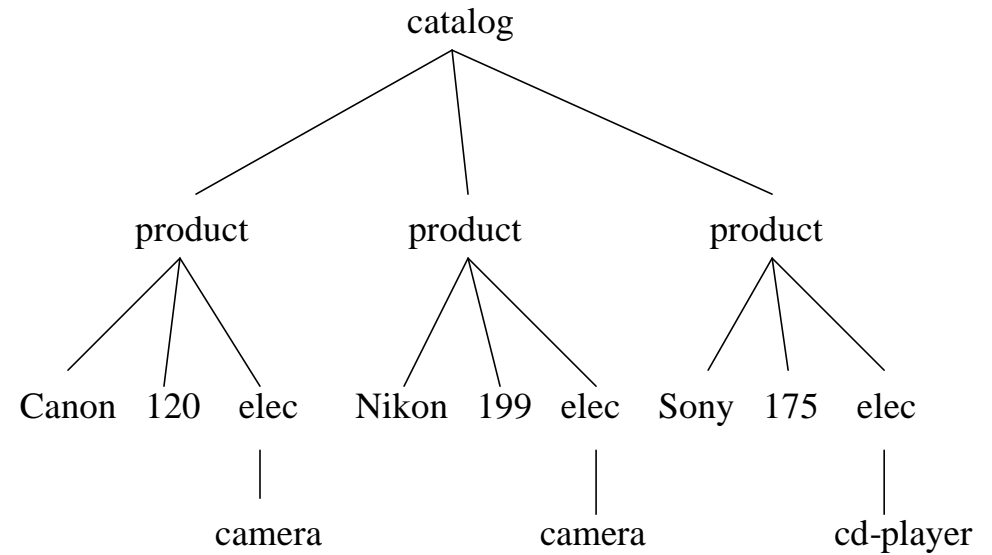 catalog
product product product
Canon 120 elec Nikon 199 elec Sony 175 elec
camera camera cd-player